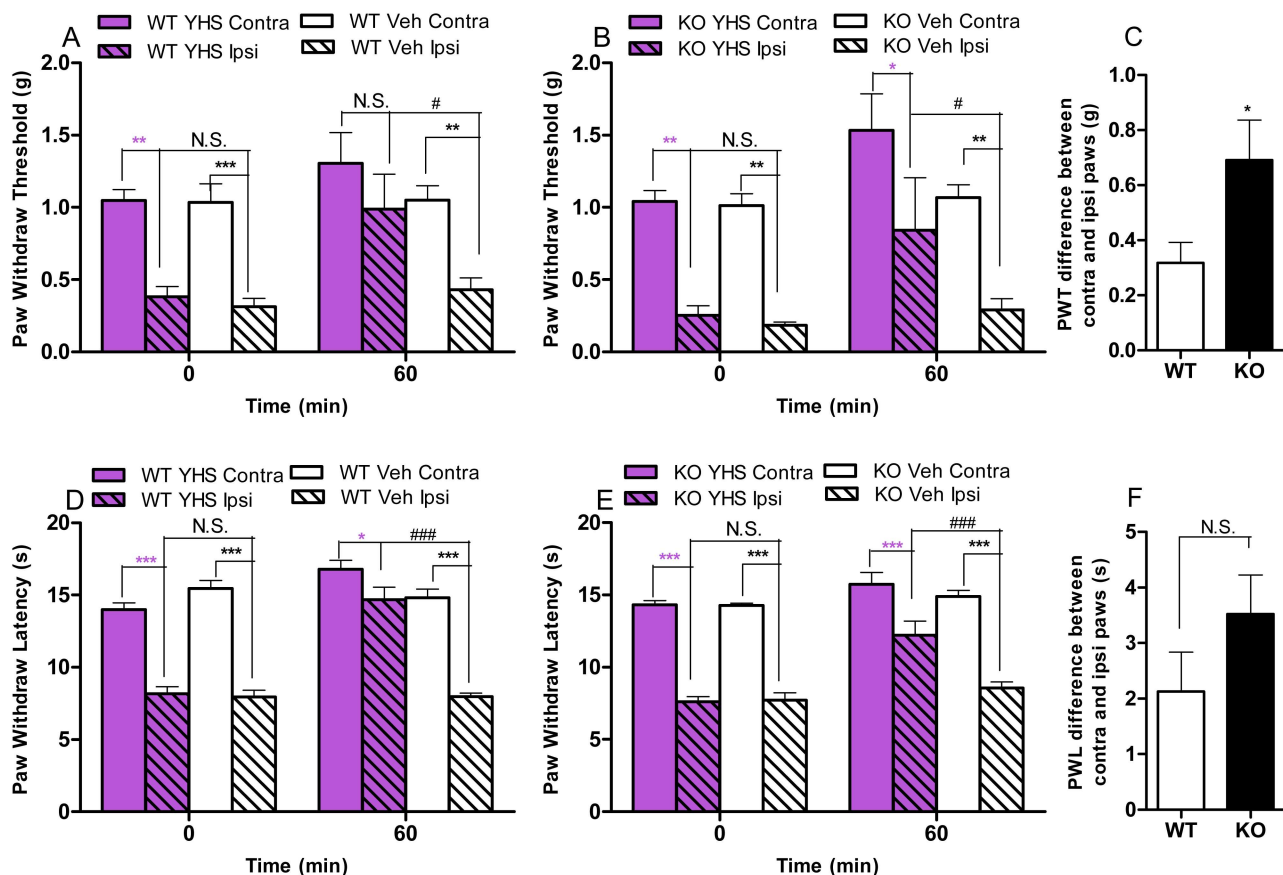 A
WT YHS Contra
WT Veh Contra
WT YHS Ipsi
WT Veh Ipsi
Paw Withdraw Threshold (g)
2.0
1.5
1.0
0.5
0.0
**
N.S.
***
N.S.
#
**
0
60
Time (min)
B
KO YHS Contra
KO Veh Contra
KO YHS Ipsi
KO Veh Ipsi
Paw Withdraw Threshold (g)
2.0
1.5
1.0
0.5
0.0
**
N.S.
**
*
#
**
0
60
Time (min)
C
PWT difference between
contra and ipsi paws (g)
1.0
0.8
0.6
0.4
0.2
0.0
*
WT
KO
D
WT YHS Contra
WT Veh Contra
WT YHS Ipsi
WT Veh Ipsi
Paw Withdraw Latency (s)
20
15
10
5
0
***
N.S.
***
*
###
***
0
60
Time (min)
E
KO YHS Contra
KO Veh Contra
KO YHS Ipsi
KO Veh Ipsi
Paw Withdraw Latency (s)
20
15
10
5
0
***
N.S.
***
***
###
***
0
60
Time (min)
F
PWL difference between
contra and ipsi paws (s)
5
4
3
2
1
0
N.S.
WT
KO